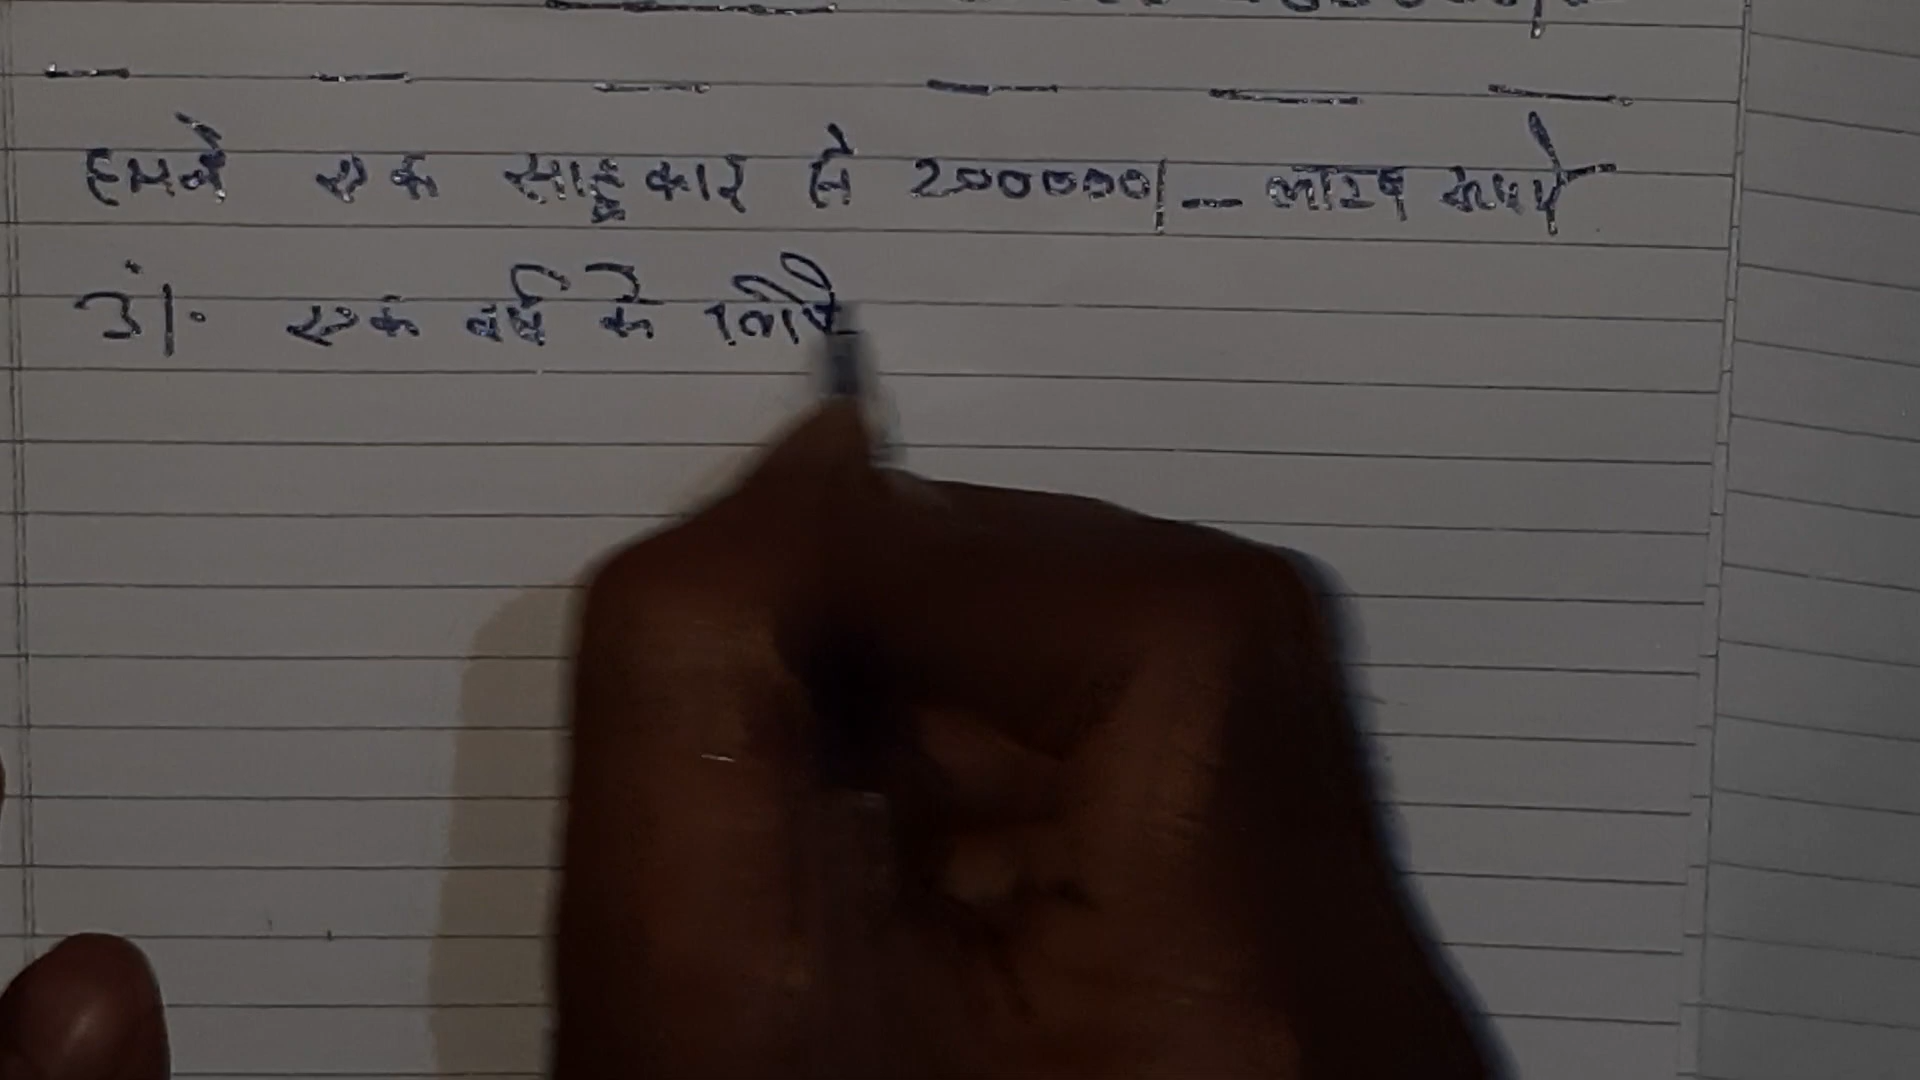 हमने एक साहूकार से 200000/- लाख रूपये
3%. एक वर्ष के लिए